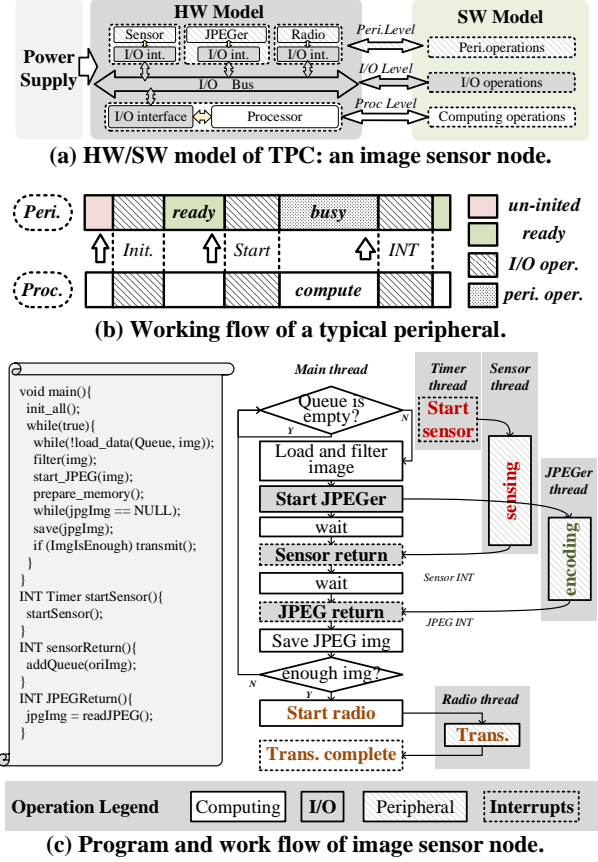 HW Model
SW Model
Power
Supply
Sensor
JPEGer
Radio
I/O int.
I/O int.
I/O int.
I/O Bus
I/O interface
Processor
Peri.Level
I/O Level
Proc Level
Peri.operations
I/O operations
Computing operations
(a) HW/SW model of TPC: an image sensor node.
Peri.
ready
busy
Init.
Start
INT
Proc.
compute
un-inited
ready
I/O oper.
peri. oper.
(b) Working flow of a typical peripheral.
void main(){
init_all();
while(true){
while(!load_data(Queue, img));
filter(img);
start_JPEG(img);
prepare_memory();
while(jpgImg == NULL);
save(jpgImg);
if (ImgIsEnough) transmit();
}
}
INT Timer startSensor(){
startSensor();
}
INT sensorReturn(){
addQueue(oriImg);
}
INT JPEGReturn(){
jpgImg = readJPEG();
}
Main thread
Timer
thread
Sensor
thread
JPEGer
thread
Queue is
empty?
Y
N
Load and filter
image
Start JPEGer
wait
Sensor return
wait
JPEG return
Save JPEG img
enough img?
N
Y
Start radio
Trans. complete
Start
sensor
sensing
encoding
Sensor INT
JPEG INT
Radio thread
Trans.
Operation Legend
Computing
I/O
Peripheral
Interrupts
(c) Program and work flow of image sensor node.